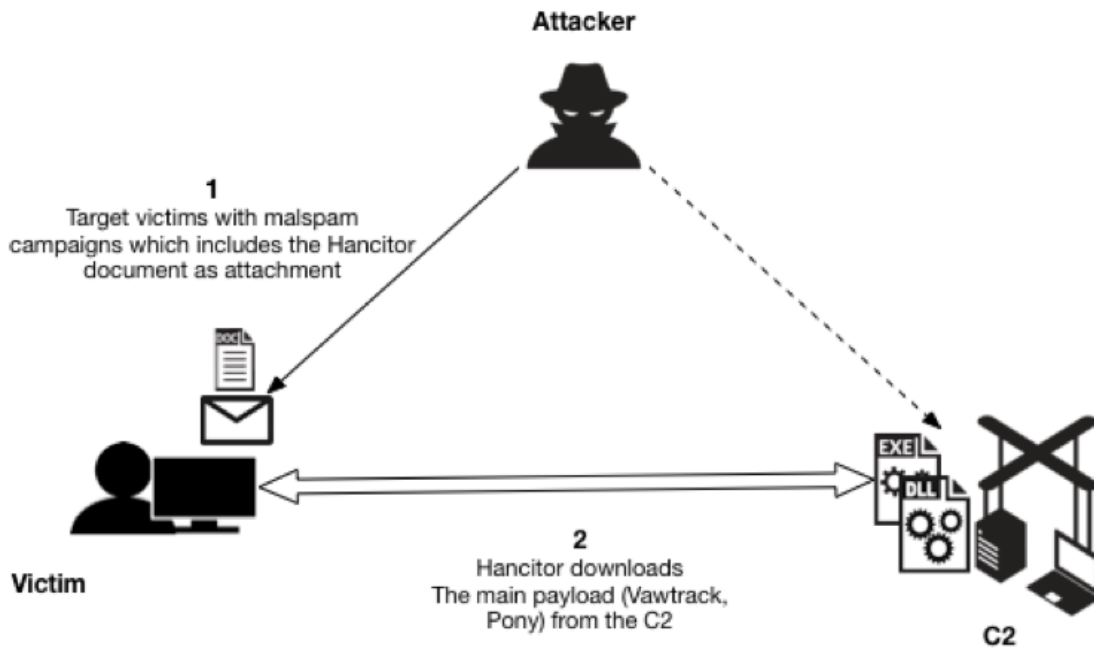 Attacker
1
Target victims with malspam
campaigns which includes the Hancitor
document as attachment
DOC
EXE
DLL
2
Hancitor downloads
The main payload (Vawtrack,
Pony) from the C2
Victim
C2